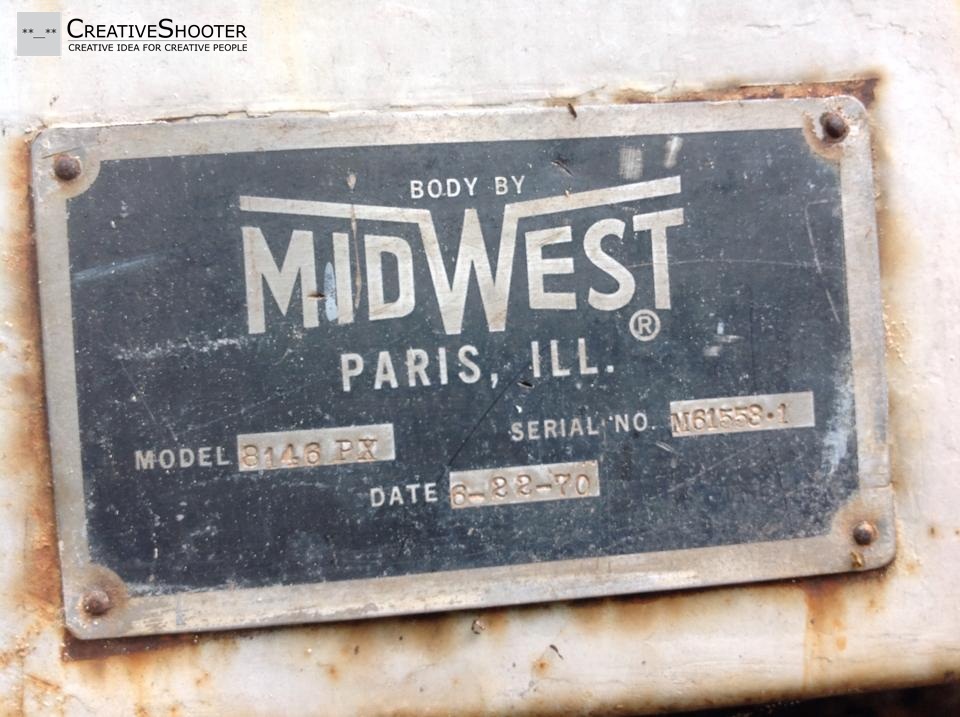 **__**
CREATIVESHOOTER
CREATIVE IDEA FOR CREATIVE PEOPLE
BODY BY
MIDWEST
®
PARIS, ILL.
MODEL 8146 PX
SERIAL NO. M61558·1
DATE 6-22-70